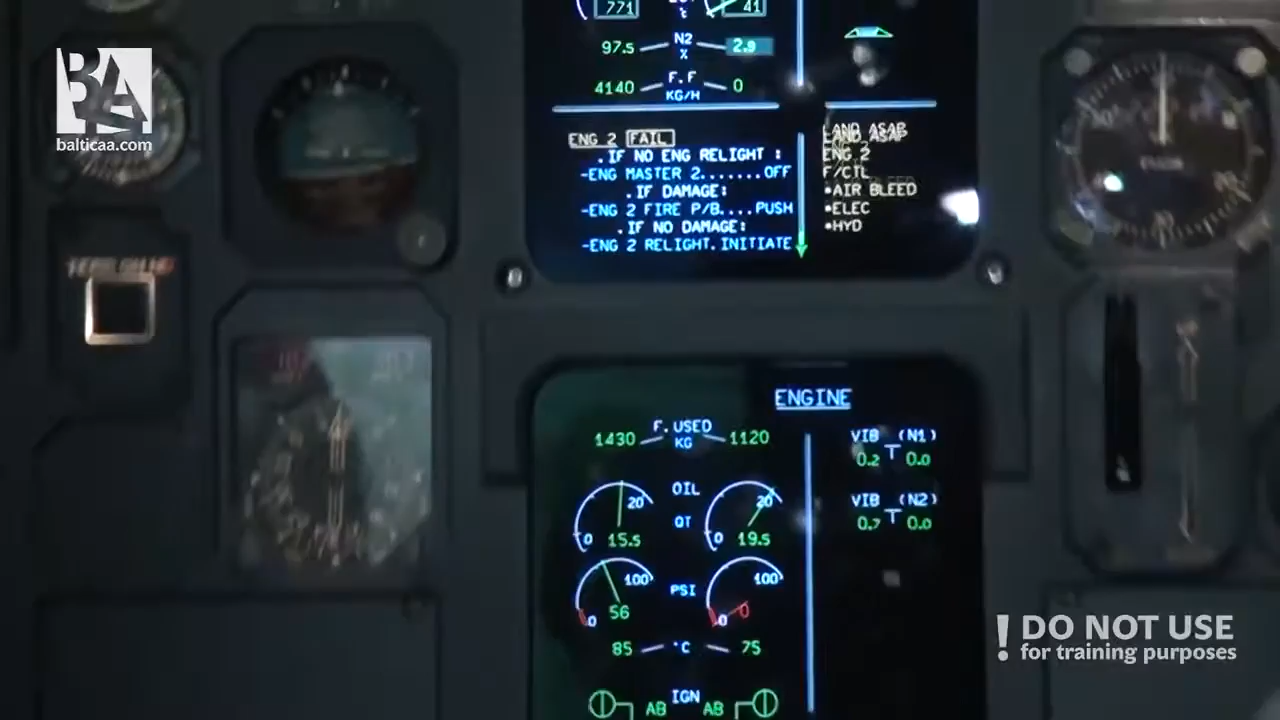 BA
balticaa.com
771 41
97.5 N2 % 2.9
4140 F.F KG/H 0
ENG 2 FAIL
.IF NO ENG RELIGHT :
-ENG MASTER 2.......OFF
.IF DAMAGE:
-ENG 2 FIRE P/B....PUSH
.IF NO DAMAGE:
-ENG 2 RELIGHT.INITIATE
LAND ASAP
ENG 2
F/CTL
•AIR BLEED
•ELEC
•HYD
ENGINE
F.USED
1430 KG 1120
OIL
20 20
QT
0 15.5 0 19.5
100 PSI 100
0 56 0 0
85 °C 75
IGN
AB AB
VIB (N1)
0.2 0.0
VIB (N2)
0.7 0.0
! DO NOT USE
for training purposes